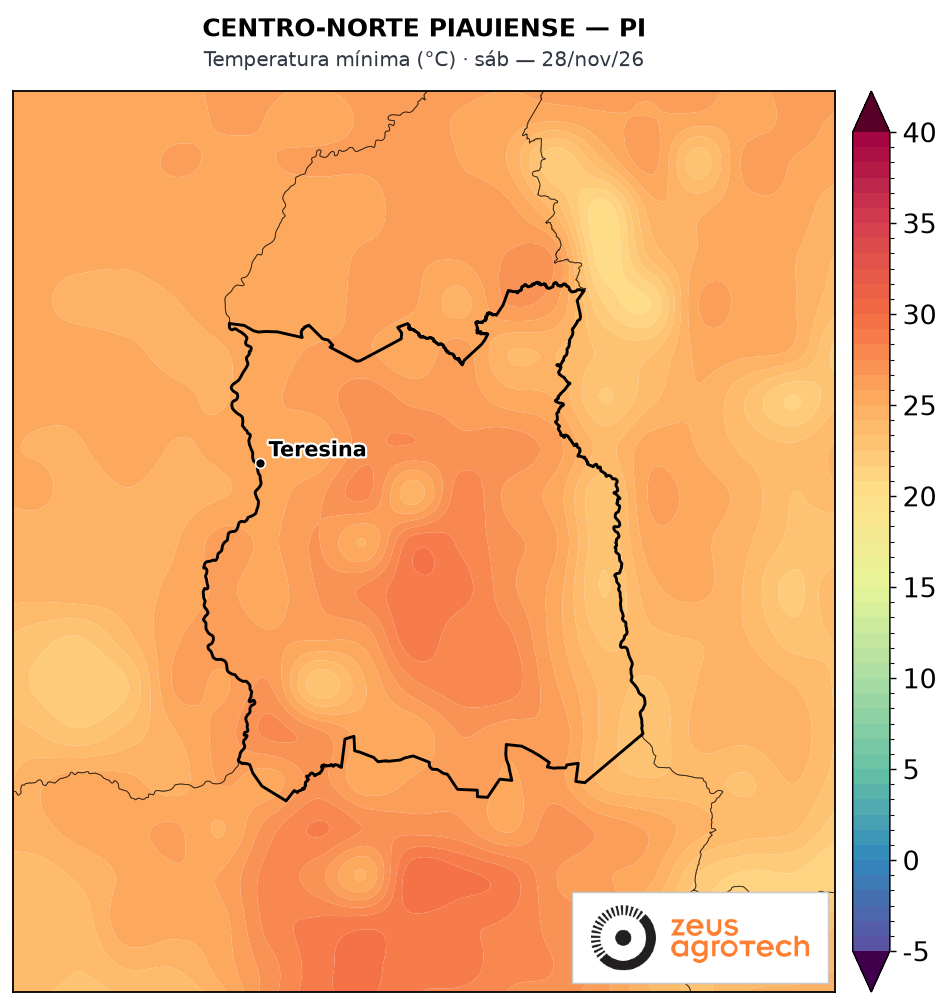 CENTRO-NORTE PIAUIENSE — PI
Temperatura mínima (°C) · sáb — 28/nov/26
Teresina
40
35
30
25
20
15
10
5
0
-5
zeus
agrotech